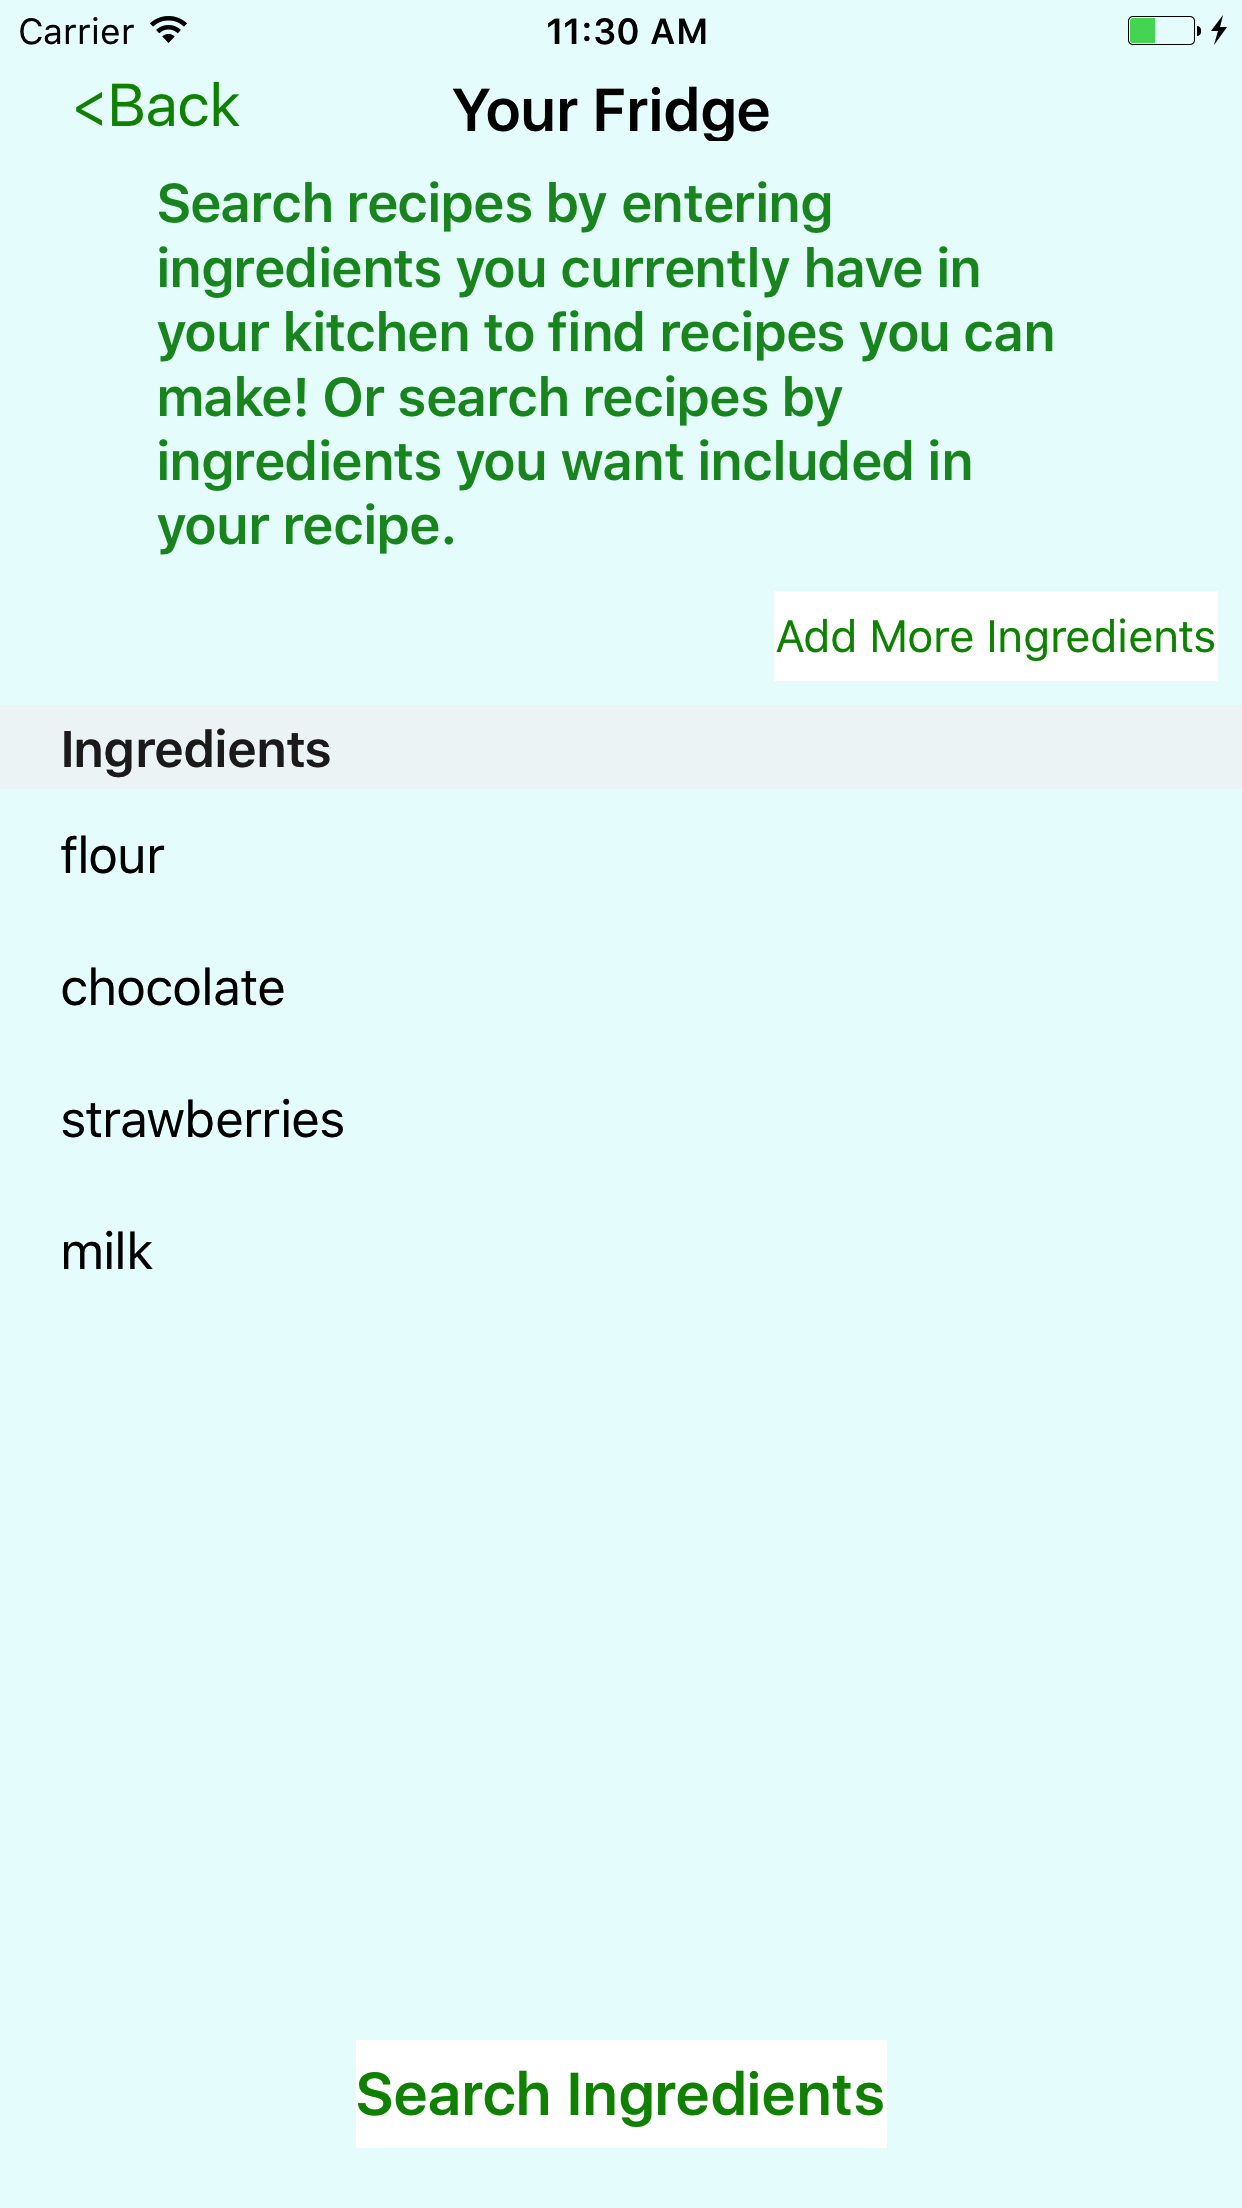 Carrier
11:30 AM
<Back
Your Fridge
Search recipes by entering
ingredients you currently have in
your kitchen to find recipes you can
make! Or search recipes by
ingredients you want included in
your recipe.
Add More Ingredients
Ingredients
flour
chocolate
strawberries
milk
Search Ingredients